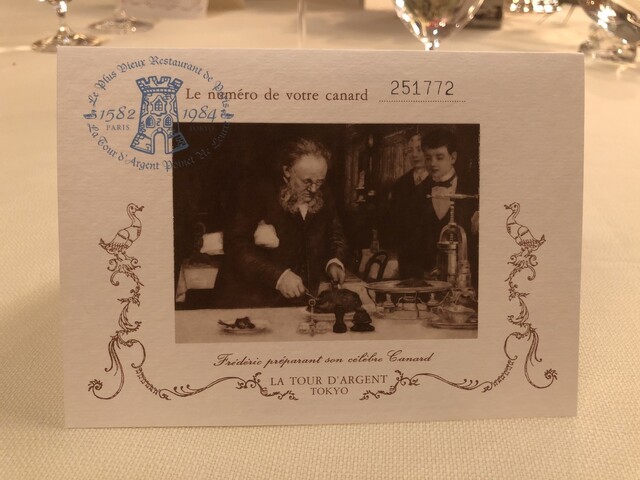 Le Plus Vieux Restaurant de Paris
1582 1984
PARIS
La Tour d'Argent
Le numéro de votre canard 251772
Frédéric préparant son célèbre Canard
LA TOUR D'ARGENT
TOKYO